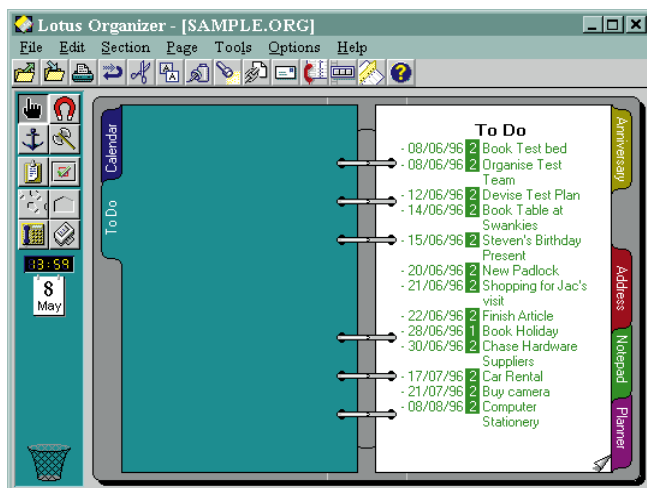 Lotus Organizer - [SAMPLE.ORG]
File Edit Section Page Tools Options Help
Calendar
To Do
13:59
8
May
To Do
- 08/06/96 2 Book Test bed
- 08/06/96 2 Organise Test
Team
- 12/06/96 2 Devise Test Plan
- 14/06/96 2 Book Table at
Swankies
- 15/06/96 2 Steven's Birthday
Present
- 20/06/96 2 New Padlock
- 21/06/96 2 Shopping for Jac's
visit
- 22/06/96 2 Finish Article
- 28/06/96 1 Book Holiday
- 30/06/96 2 Chase Hardware
Suppliers
- 17/07/96 2 Car Rental
- 21/07/96 2 Buy camera
- 08/08/96 2 Computer
Stationery
Anniversary
Address
Notepad
Planner